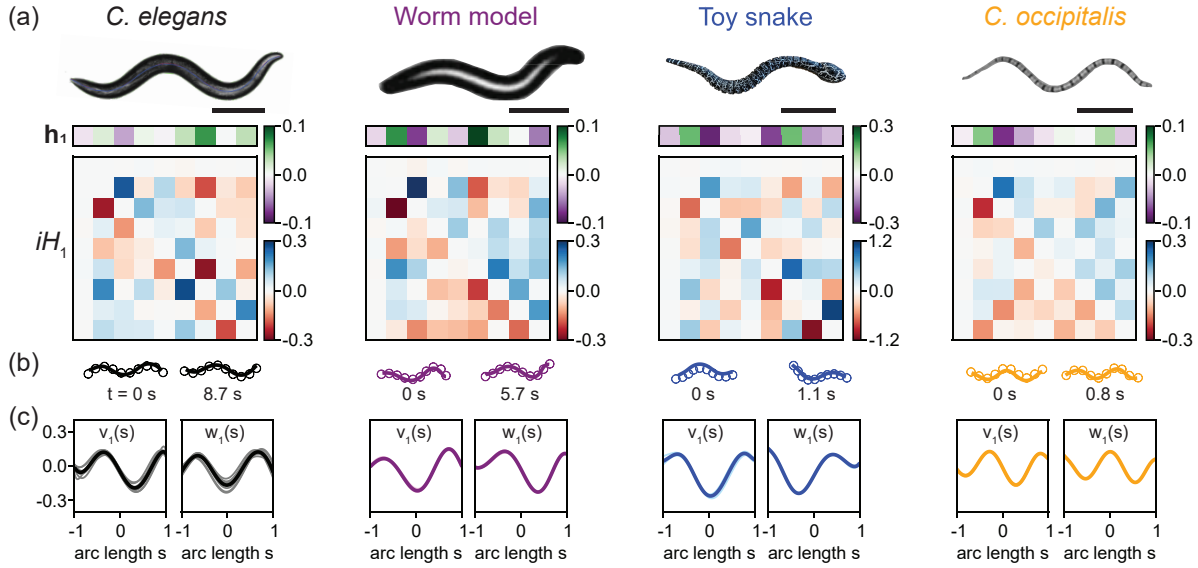 (a) C. elegans Worm model Toy snake C. occipitalis
h₁ 0.1 0.1 0.3 0.1
0.0 0.0 0.0 0.0
-0.1 -0.1 -0.3 -0.1
iH₁ 0.3 0.3 1.2 0.3
0.0 0.0 0.0 0.0
-0.3 -0.3 -1.2 -0.3
(b) t = 0 s 8.7 s 0 s 5.7 s 0 s 1.1 s 0 s 0.8 s
(c) 0.3 v₁(s) w₁(s) v₁(s) w₁(s) v₁(s) w₁(s) v₁(s) w₁(s)
0.0
-0.3
-1 0 1 -1 0 1 -1 0 1 -1 0 1 -1 0 1 -1 0 1 -1 0 1 -1 0 1
arc length s arc length s arc length s arc length s arc length s arc length s arc length s arc length s